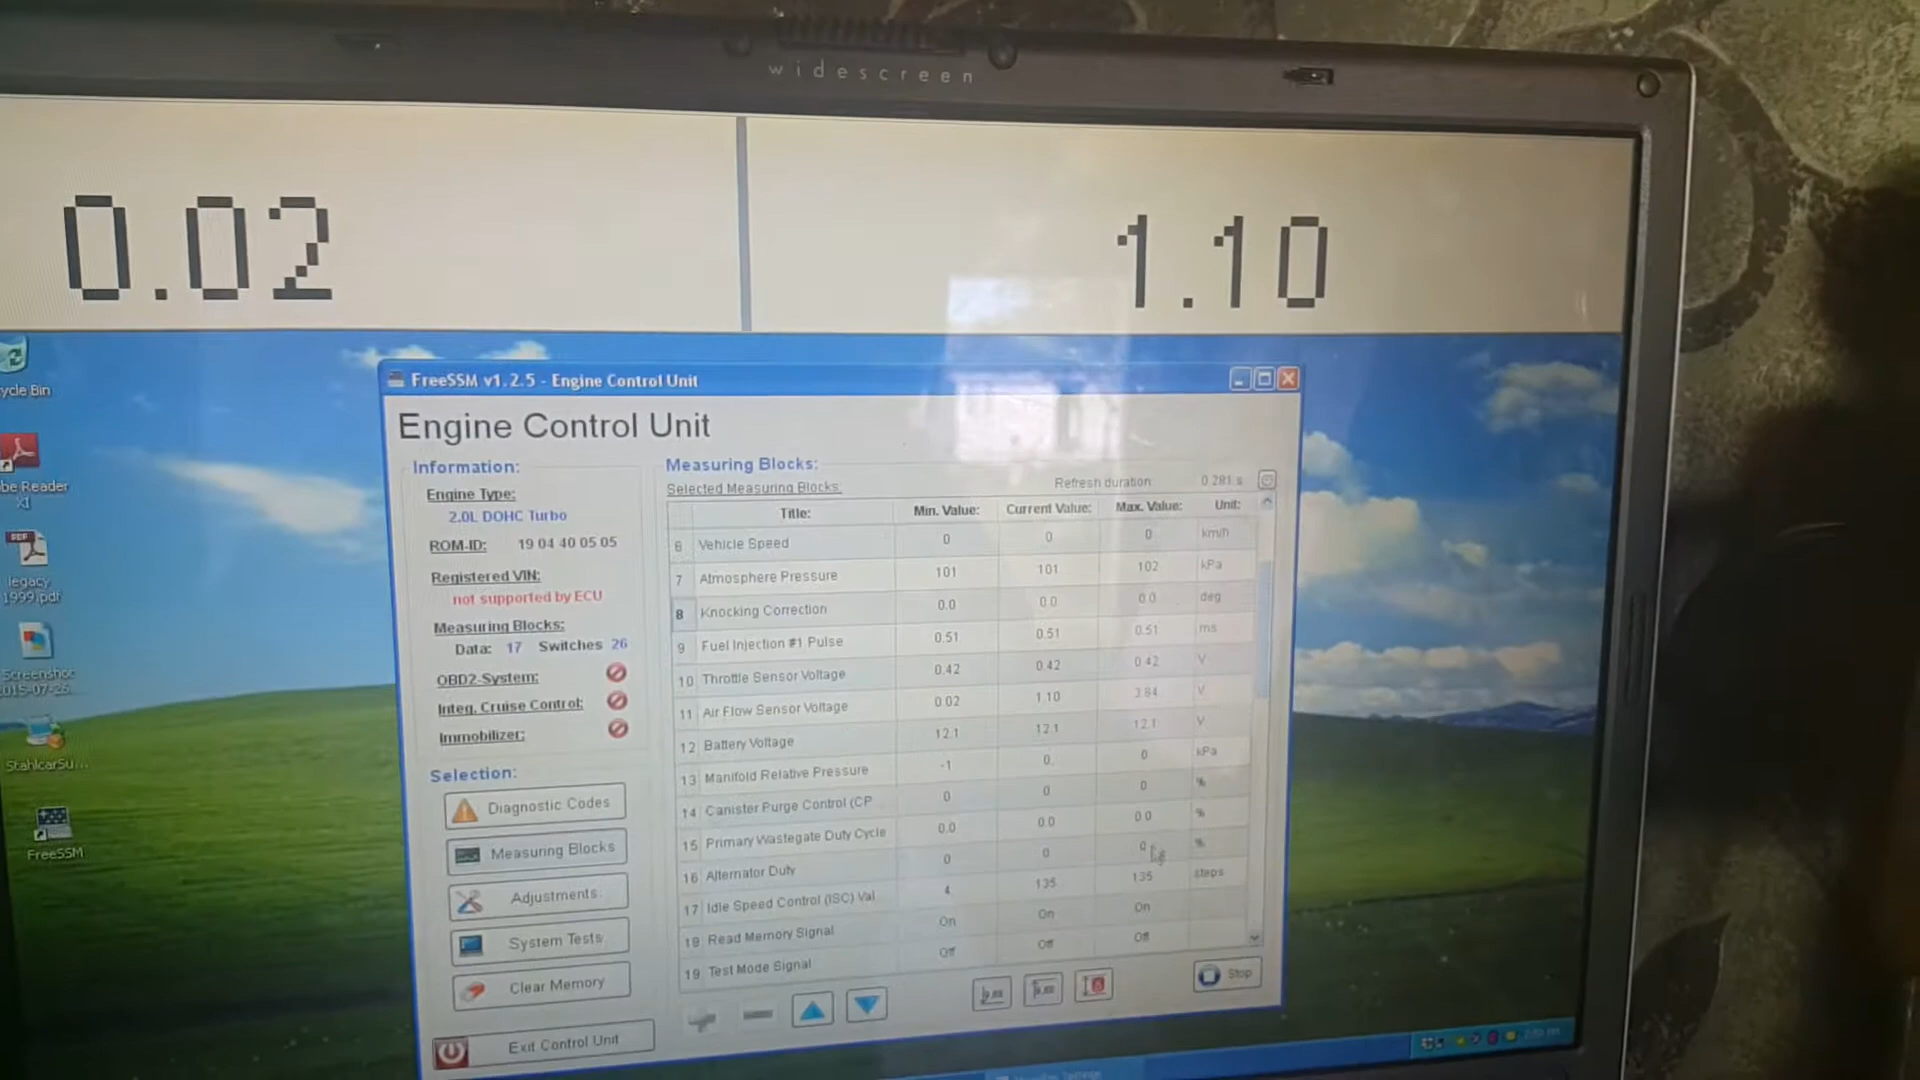 widescreen
0.02 1.10
ycle Bin
be Reader
XI
legacy
1999.pdf
Screenshot
StahlcarSu...
FreeSSM
FreeSSM v1.2.5 - Engine Control Unit
Engine Control Unit
Information:
Engine Type:
2.0L DOHC Turbo
ROM-ID: 19 04 40 05 05
Registered VIN:
not supported by ECU
Measuring Blocks:
Data: 17 Switches 26
OBD2-System:
Integ. Cruise Control:
Immobilizer:
Selection:
Diagnostic Codes
Measuring Blocks
Adjustments
System Tests
Clear Memory
Exit Control Unit
Measuring Blocks:
Selected Measuring Blocks: Refresh duration: 0.281 s
Title: Min. Value: Current Value: Max. Value: Unit:
6 Vehicle Speed 0 0 0 km/h
7 Atmosphere Pressure 101 101 102 kPa
8 Knocking Correction 0.0 0.0 0.0 deg
9 Fuel Injection #1 Pulse 0.51 0.51 0.51 ms
10 Throttle Sensor Voltage 0.42 0.42 0.42 V
11 Air Flow Sensor Voltage 0.02 1.10 3.84 V
12 Battery Voltage 12.1 12.1 12.1 V
13 Manifold Relative Pressure -1 0 0 kPa
14 Canister Purge Control (CP 0 0 0 %
15 Primary Wastegate Duty Cycle 0.0 0.0 0.0 %
16 Alternator Duty 0 0 0 %
17 Idle Speed Control (ISC) Val 4 135 135 steps
18 Read Memory Signal On On On
19 Test Mode Signal Off Off Off
Stop